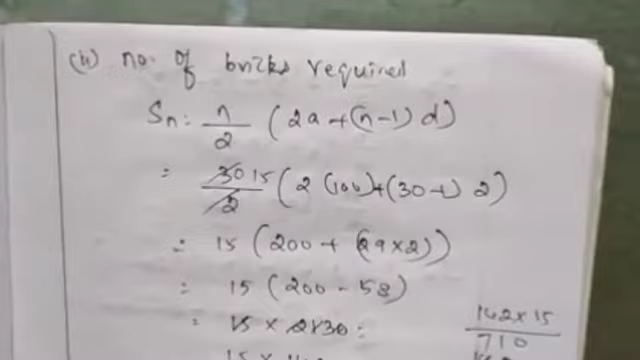 (ii) no. of bricks required
Sn = n/2 (2a + (n-1) d)
= 30 15/2 (2 (100) + (30-1) 2)
= 15 (200 + (29×2))
= 15 (200 - 58)
= 15 ×
142×15
710
15 ×